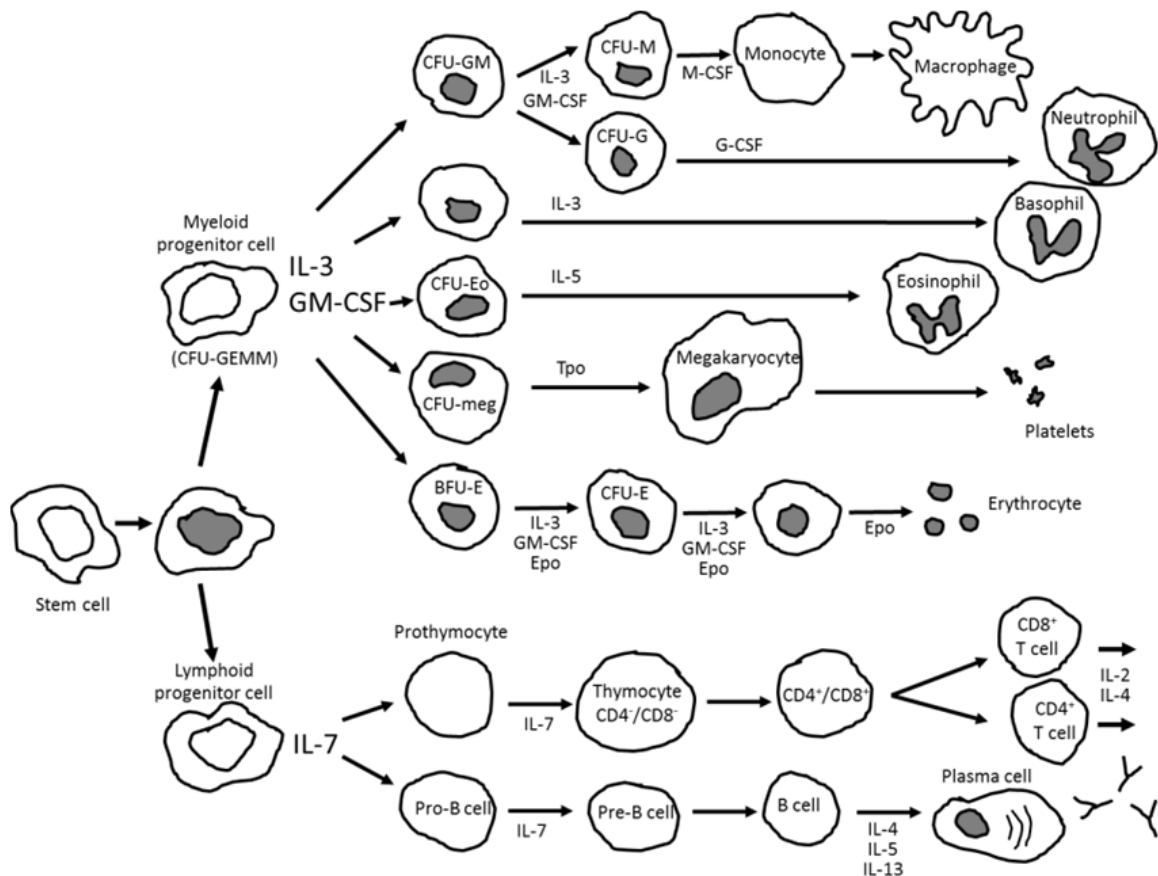 CFU-GM
IL-3
GM-CSF
CFU-M
M-CSF
Monocyte
Macrophage
CFU-G
G-CSF
Neutrophil
IL-3
Basophil
Myeloid
progenitor cell
(CFU-GEMM)
IL-3
GM-CSF
CFU-Eo
IL-5
Eosinophil
CFU-meg
Tpo
Megakaryocyte
Platelets
BFU-E
IL-3
GM-CSF
Epo
CFU-E
IL-3
GM-CSF
Epo
Epo
Erythrocyte
Stem cell
Lymphoid
progenitor cell
IL-7
Prothymocyte
IL-7
Thymocyte
CD4⁻/CD8⁻
CD4⁺/CD8⁺
CD8⁺
T cell
IL-2
IL-4
CD4⁺
T cell
Pro-B cell
IL-7
Pre-B cell
B cell
IL-4
IL-5
IL-13
Plasma cell